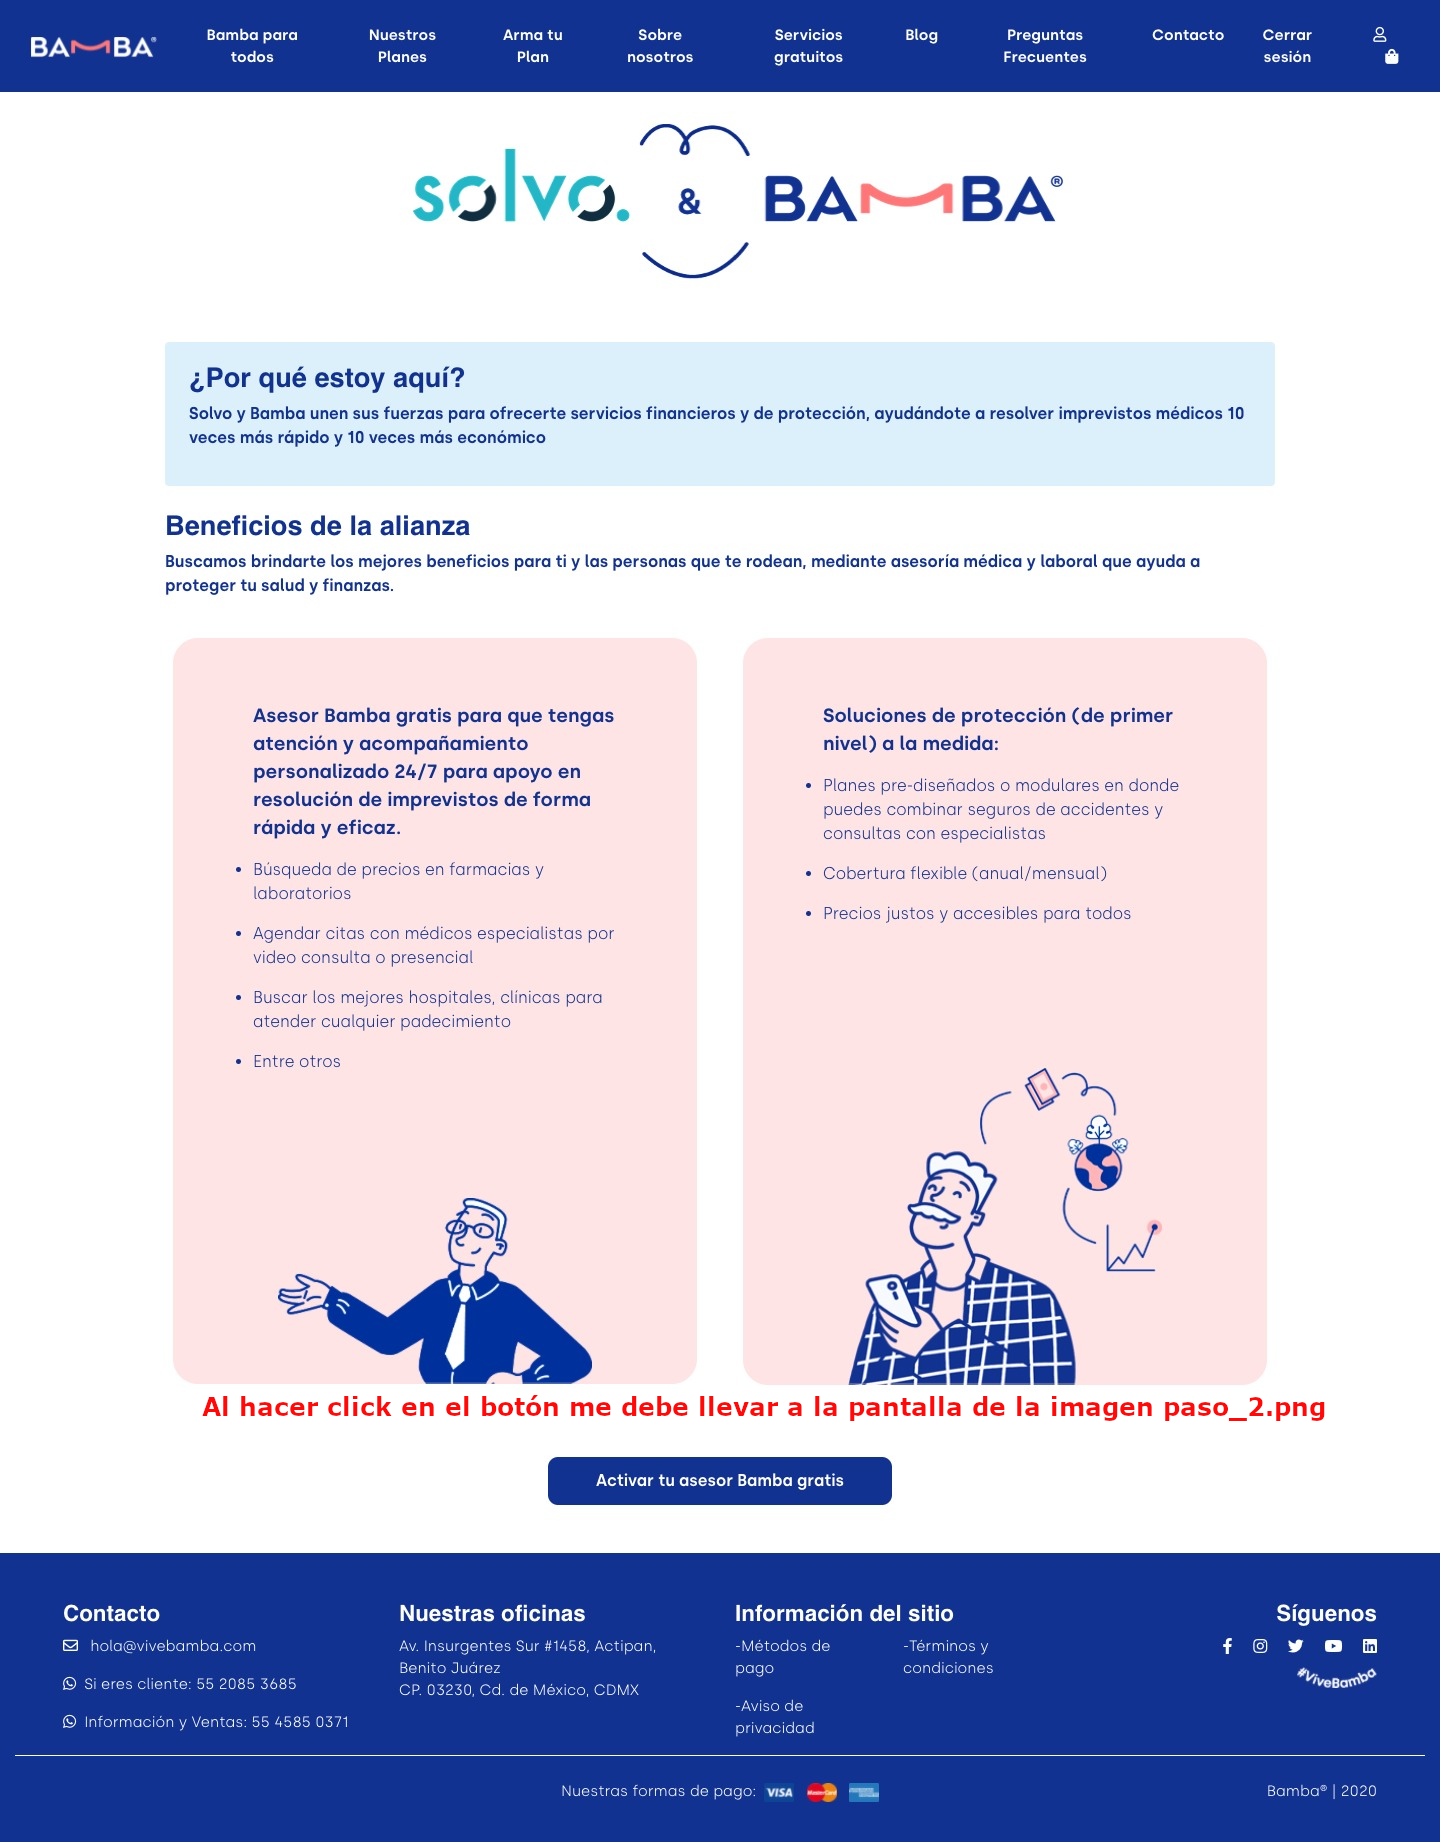 BAMBA®
Bamba para
todos
Nuestros
Planes
Arma tu
Plan
Sobre
nosotros
Servicios
gratuitos
Blog
Preguntas
Frecuentes
Contacto
Cerrar
sesión
solvo. & BAMBA®
¿Por qué estoy aquí?
Solvo y Bamba unen sus fuerzas para ofrecerte servicios financieros y de protección, ayudándote a resolver imprevistos médicos 10
veces más rápido y 10 veces más económico
Beneficios de la alianza
Buscamos brindarte los mejores beneficios para ti y las personas que te rodean, mediante asesoría médica y laboral que ayuda a
proteger tu salud y finanzas.
Asesor Bamba gratis para que tengas
atención y acompañamiento
personalizado 24/7 para apoyo en
resolución de imprevistos de forma
rápida y eficaz.
• Búsqueda de precios en farmacias y
laboratorios
• Agendar citas con médicos especialistas por
video consulta o presencial
• Buscar los mejores hospitales, clínicas para
atender cualquier padecimiento
• Entre otros
Soluciones de protección (de primer
nivel) a la medida:
• Planes pre-diseñados o modulares en donde
puedes combinar seguros de accidentes y
consultas con especialistas
• Cobertura flexible (anual/mensual)
• Precios justos y accesibles para todos
Al hacer click en el botón me debe llevar a la pantalla de la imagen paso_2.png
Activar tu asesor Bamba gratis
Contacto
hola@vivebamba.com
Si eres cliente: 55 2085 3685
Información y Ventas: 55 4585 0371
Nuestras oficinas
Av. Insurgentes Sur #1458, Actipan,
Benito Juárez
CP. 03230, Cd. de México, CDMX
Información del sitio
-Métodos de
pago
-Aviso de
privacidad
-Términos y
condiciones
Síguenos
#ViveBamba
Nuestras formas de pago: VISA MasterCard
Bamba® | 2020